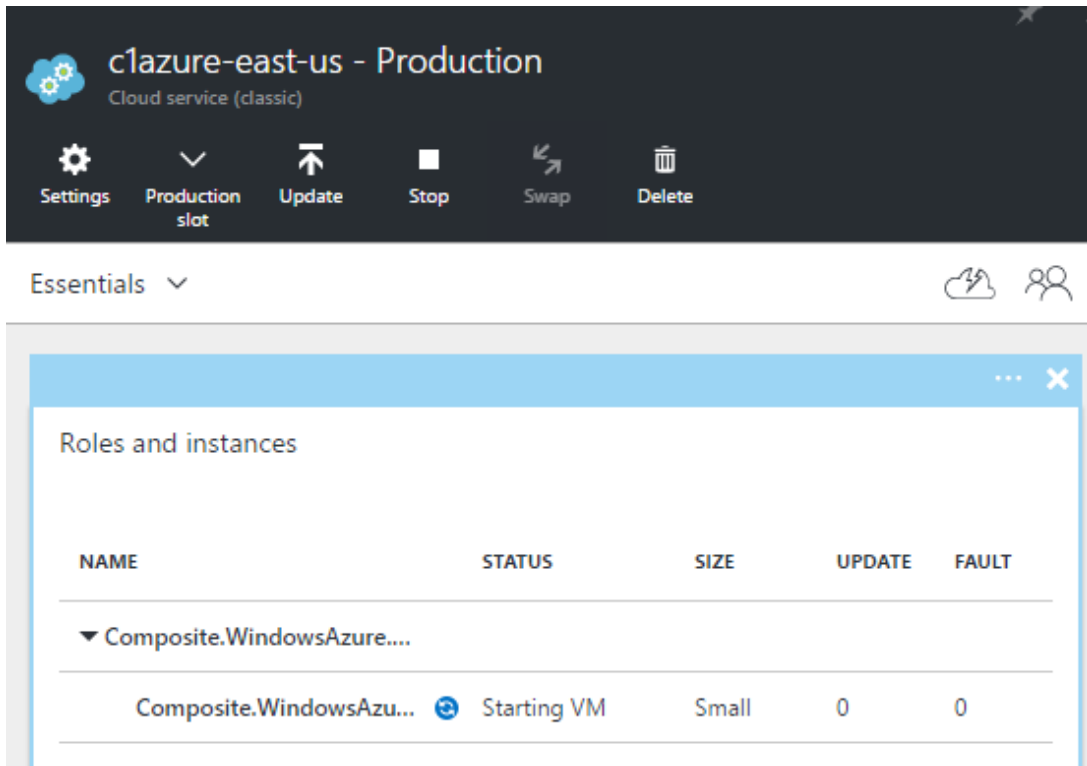 c1azure-east-us - Production
Cloud service (classic)
Settings
Production
slot
Update
Stop
Swap
Delete
Essentials
Roles and instances
NAME STATUS SIZE UPDATE FAULT
Composite.WindowsAzure....
Composite.WindowsAzu... Starting VM Small 0 0